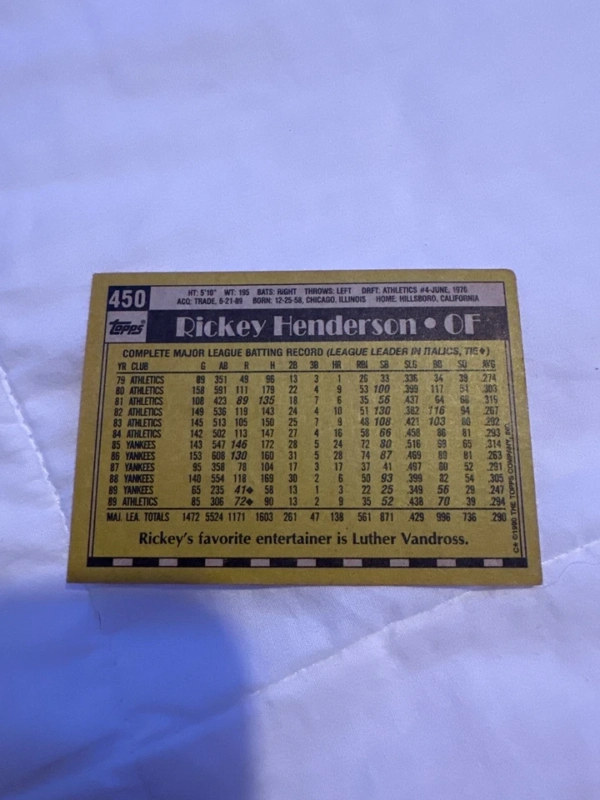 450
HT: 5'10" WT: 195 BATS: RIGHT THROWS: LEFT DRFT: ATHLETICS #4-JUNE, 1976
ACQ: TRADE, 6-21-89 BORN: 12-25-58, CHICAGO, ILLINOIS HOME: HILLSBORO, CALIFORNIA
Topps
Rickey Henderson • OF
COMPLETE MAJOR LEAGUE BATTING RECORD (LEAGUE LEADER IN ITALICS, TIE◆)
YR CLUB G AB R H 2B 3B HR RBI SB SLG BB SO AVG
79 ATHLETICS 89 351 49 96 13 3 1 26 33 .336 34 39 .274
80 ATHLETICS 158 591 111 179 22 4 9 53 100 .399 117 54 .303
81 ATHLETICS 108 423 89 135 18 7 6 35 56 .437 64 68 .319
82 ATHLETICS 149 536 119 143 24 4 10 51 130 .382 116 94 .267
83 ATHLETICS 145 513 105 150 25 7 9 48 108 .421 103 80 .292
84 ATHLETICS 142 502 113 147 27 4 16 58 66 .458 86 81 .293
85 YANKEES 143 547 146 172 28 5 24 72 80 .516 99 65 .314
86 YANKEES 153 608 130 160 31 5 28 74 87 .469 89 81 .263
87 YANKEES 95 358 78 104 17 3 17 37 41 .497 80 52 .291
88 YANKEES 140 554 118 169 30 2 6 50 93 .399 82 54 .305
89 YANKEES 65 235 41◆ 58 13 1 3 22 25 .349 56 29 .247
89 ATHLETICS 85 306 72◆ 90 13 2 9 35 52 .438 70 39 .294
MAJ. LEA. TOTALS 1472 5524 1171 1603 261 47 138 561 871 .429 996 736 .290
Rickey's favorite entertainer is Luther Vandross.
©1990 THE TOPPS COMPANY, INC.